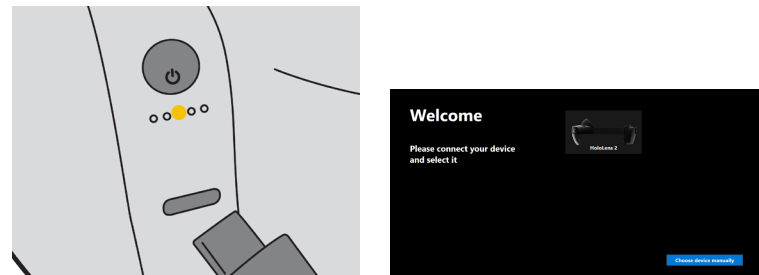 Welcome
Please connect your device
and select it
HoloLens 2
Choose device manually